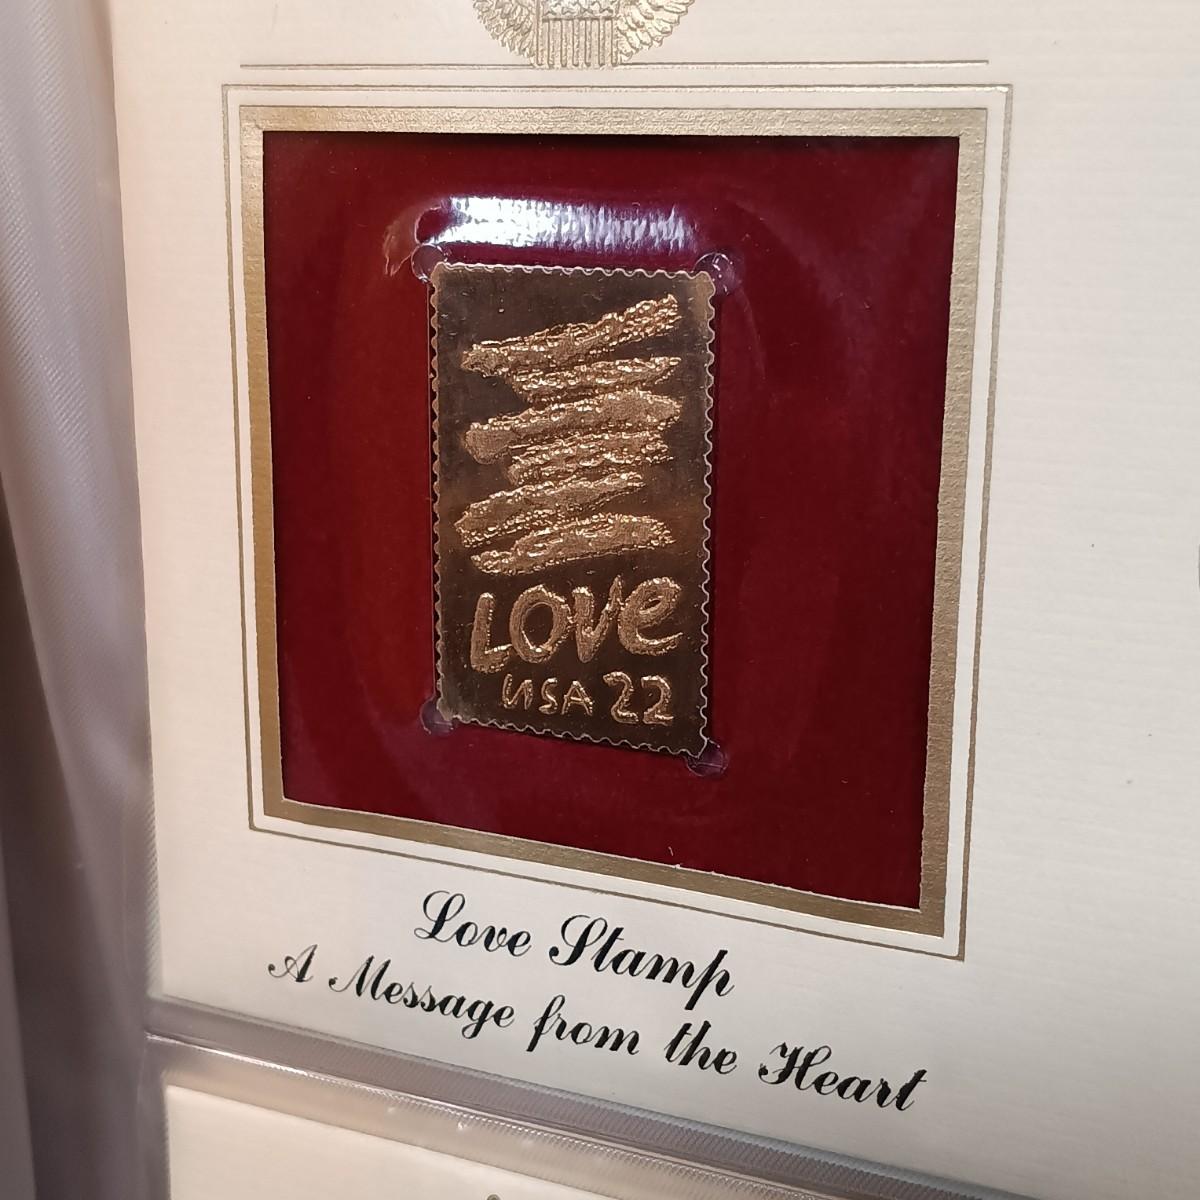 LOVE
USA 22
Love Stamp
A Message from the Heart